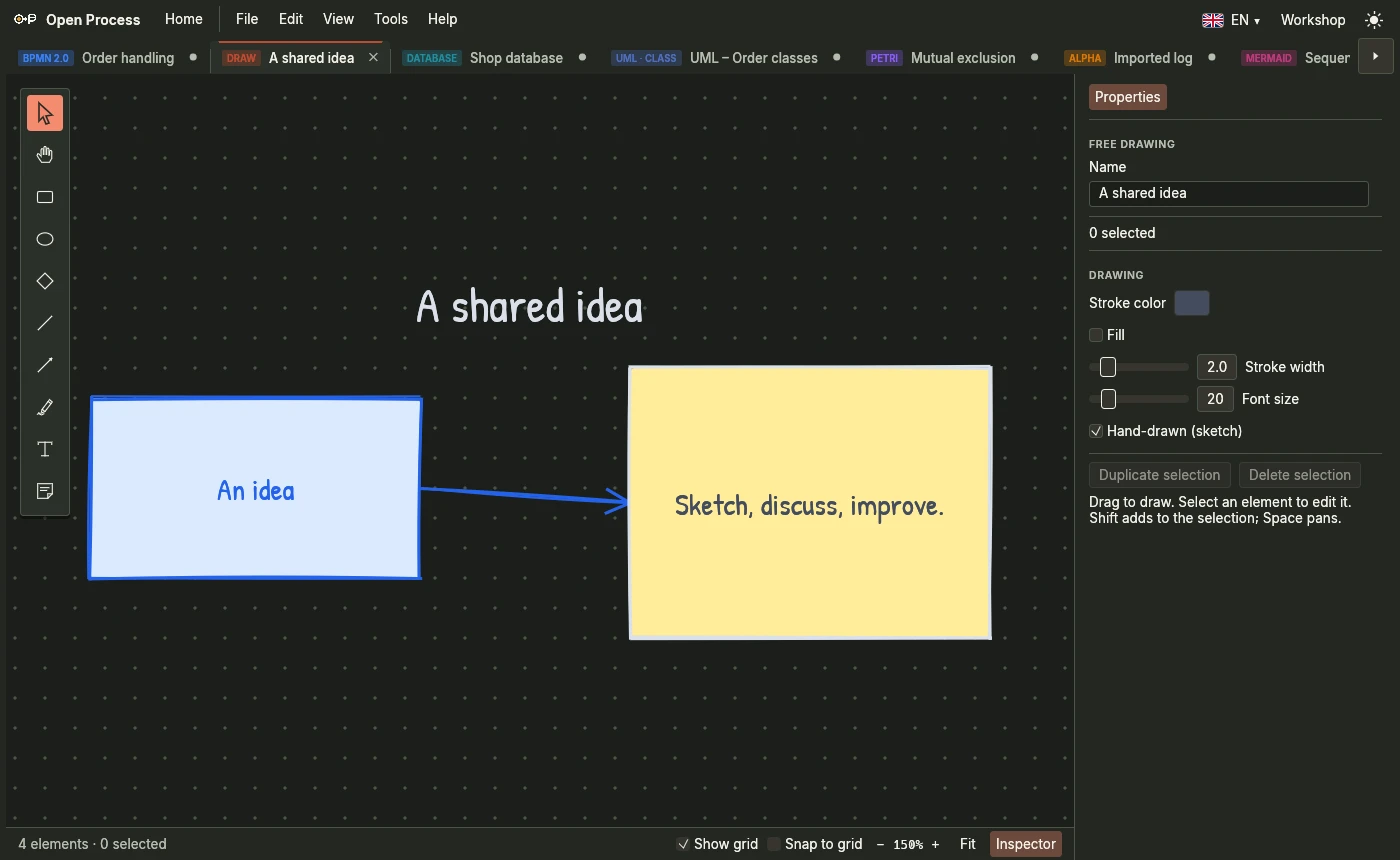 Open Process Home File Edit View Tools Help EN Workshop
BPMN 2.0 Order handling DRAW A shared idea DATABASE Shop database UML · CLASS UML – Order classes PETRI Mutual exclusion ALPHA Imported log MERMAID Sequer
Properties
FREE DRAWING
Name
A shared idea
0 selected
DRAWING
Stroke color
Fill
2.0 Stroke width
20 Font size
Hand-drawn (sketch)
Duplicate selection Delete selection
Drag to draw. Select an element to edit it.
Shift adds to the selection; Space pans.
A shared idea
An idea
Sketch, discuss, improve.
4 elements · 0 selected Show grid Snap to grid − 150% + Fit Inspector